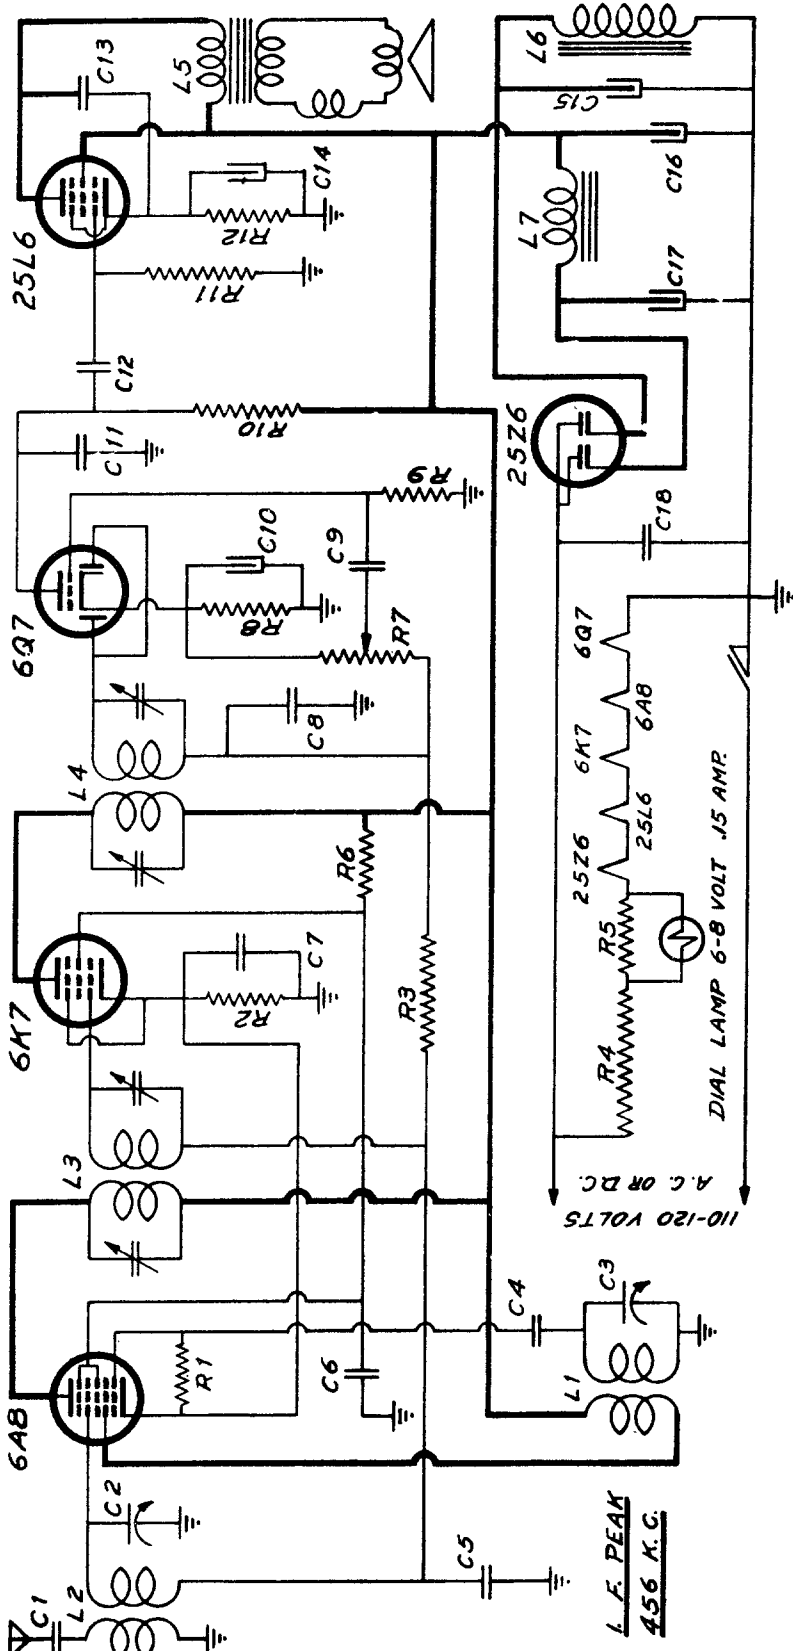 6A8
6K7
6Q7
25L6
C1
L2
C2
R1
L3
L4
C11
C12
C13
L5
R2
C7
C8
R8
C10
R10
R11
R12
C14
C6
R6
R7
C9
R9
C5
R3
L1
C4
C3
110-120 VOLTS
A.C. OR D.C.
R4
R5
25Z6
25L6
6K7
6A8
6Q7
C18
25Z6
L7
C17
C16
C15
L6
DIAL LAMP 6-8 VOLT .15 AMP.
I.F. PEAK
456 K.C.